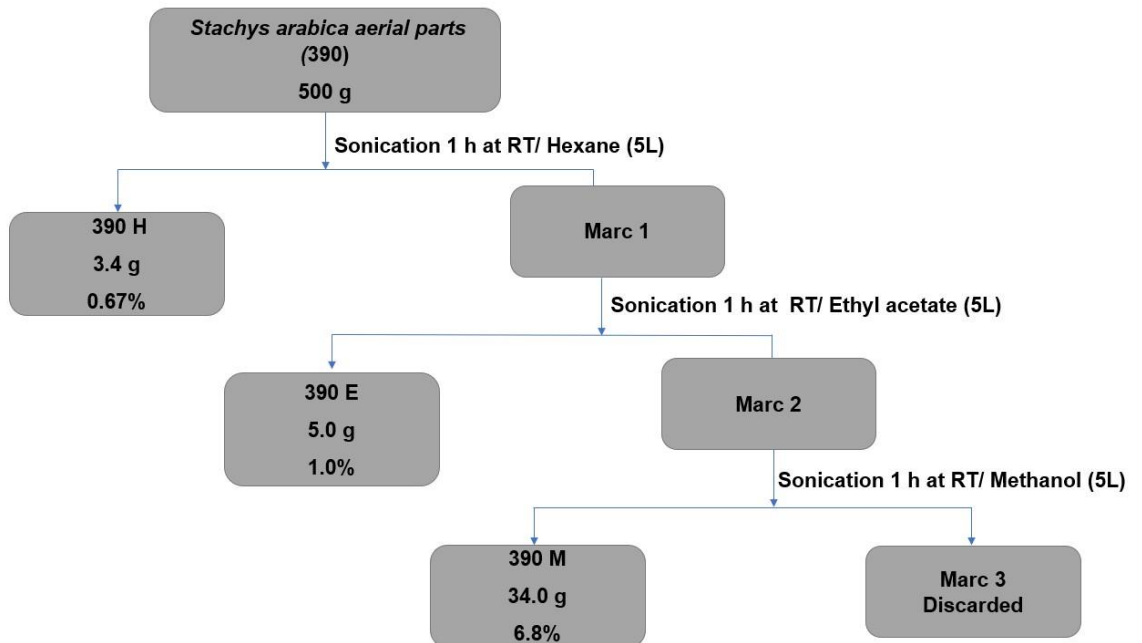 Stachys arabica aerial parts
(390)
500 g
Sonication 1 h at RT/ Hexane (5L)
390 H
3.4 g
0.67%
Marc 1
Sonication 1 h at  RT/ Ethyl acetate (5L)
390 E
5.0 g
1.0%
Marc 2
Sonication 1 h at RT/ Methanol (5L)
390 M
34.0 g
6.8%
Marc 3
Discarded